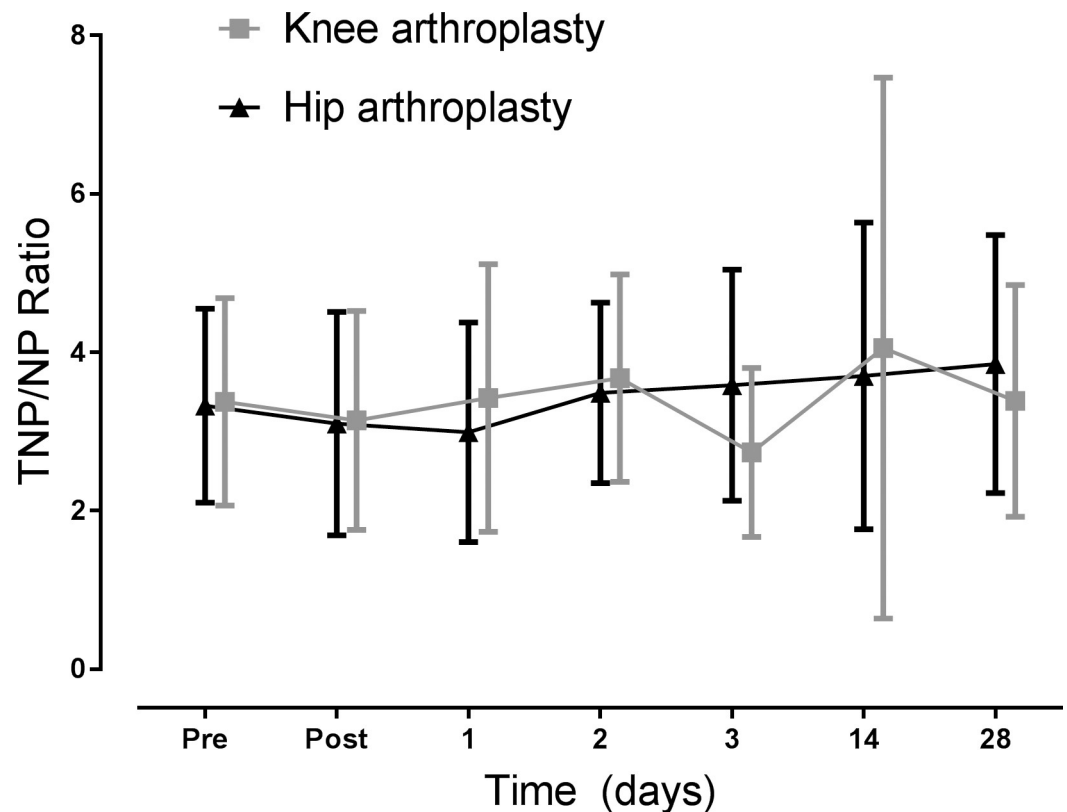 Knee arthroplasty
Hip arthroplasty
TNP/NP Ratio
8
6
4
2
0
Pre Post 1 2 3 14 28
Time (days)